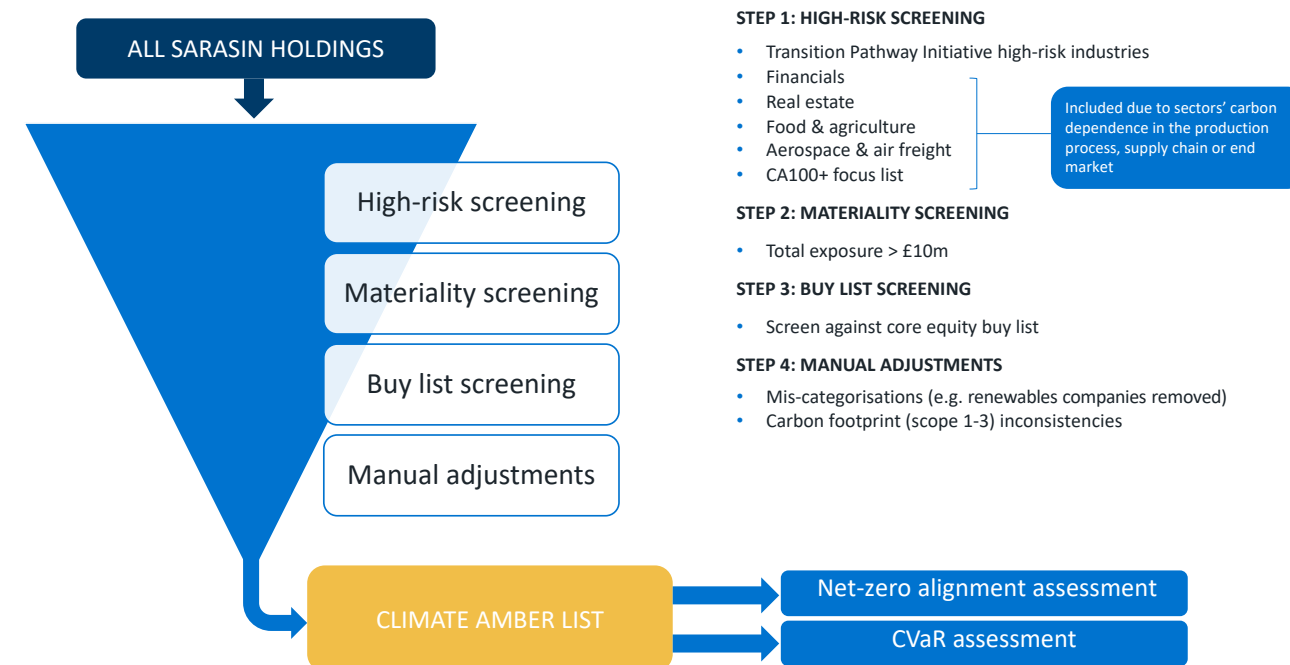 ALL SARASIN HOLDINGS
High-risk screening
Materiality screening
Buy list screening
Manual adjustments
CLIMATE AMBER LIST
Net-zero alignment assessment
CVaR assessment
STEP 1: HIGH-RISK SCREENING
• Transition Pathway Initiative high-risk industries
• Financials
• Real estate
• Food & agriculture
• Aerospace & air freight
• CA100+ focus list
Included due to sectors’ carbon
dependence in the production
process, supply chain or end
market
STEP 2: MATERIALITY SCREENING
• Total exposure > £10m
STEP 3: BUY LIST SCREENING
• Screen against core equity buy list
STEP 4: MANUAL ADJUSTMENTS
• Mis-categorisations (e.g. renewables companies removed)
• Carbon footprint (scope 1-3) inconsistencies